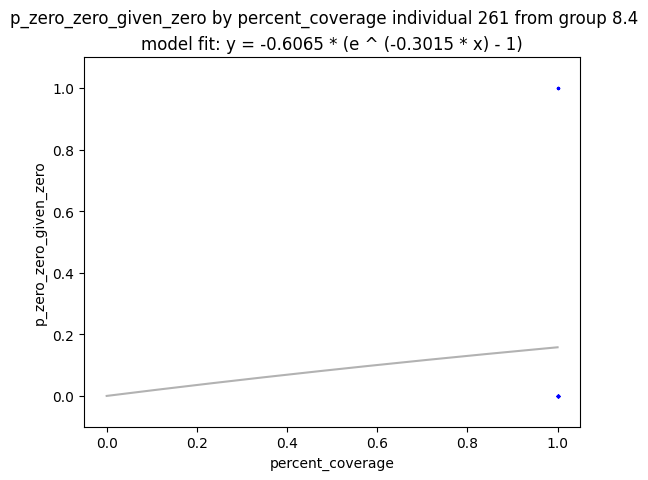 p_zero_zero_given_zero by percent_coverage individual 261 from group 8.4
model fit: y = -0.6065 * (e ^ (-0.3015 * x) - 1)
1.0
0.8
0.6
0.4
0.2
0.0
p_zero_zero_given_zero
0.0 0.2 0.4 0.6 0.8 1.0
percent_coverage